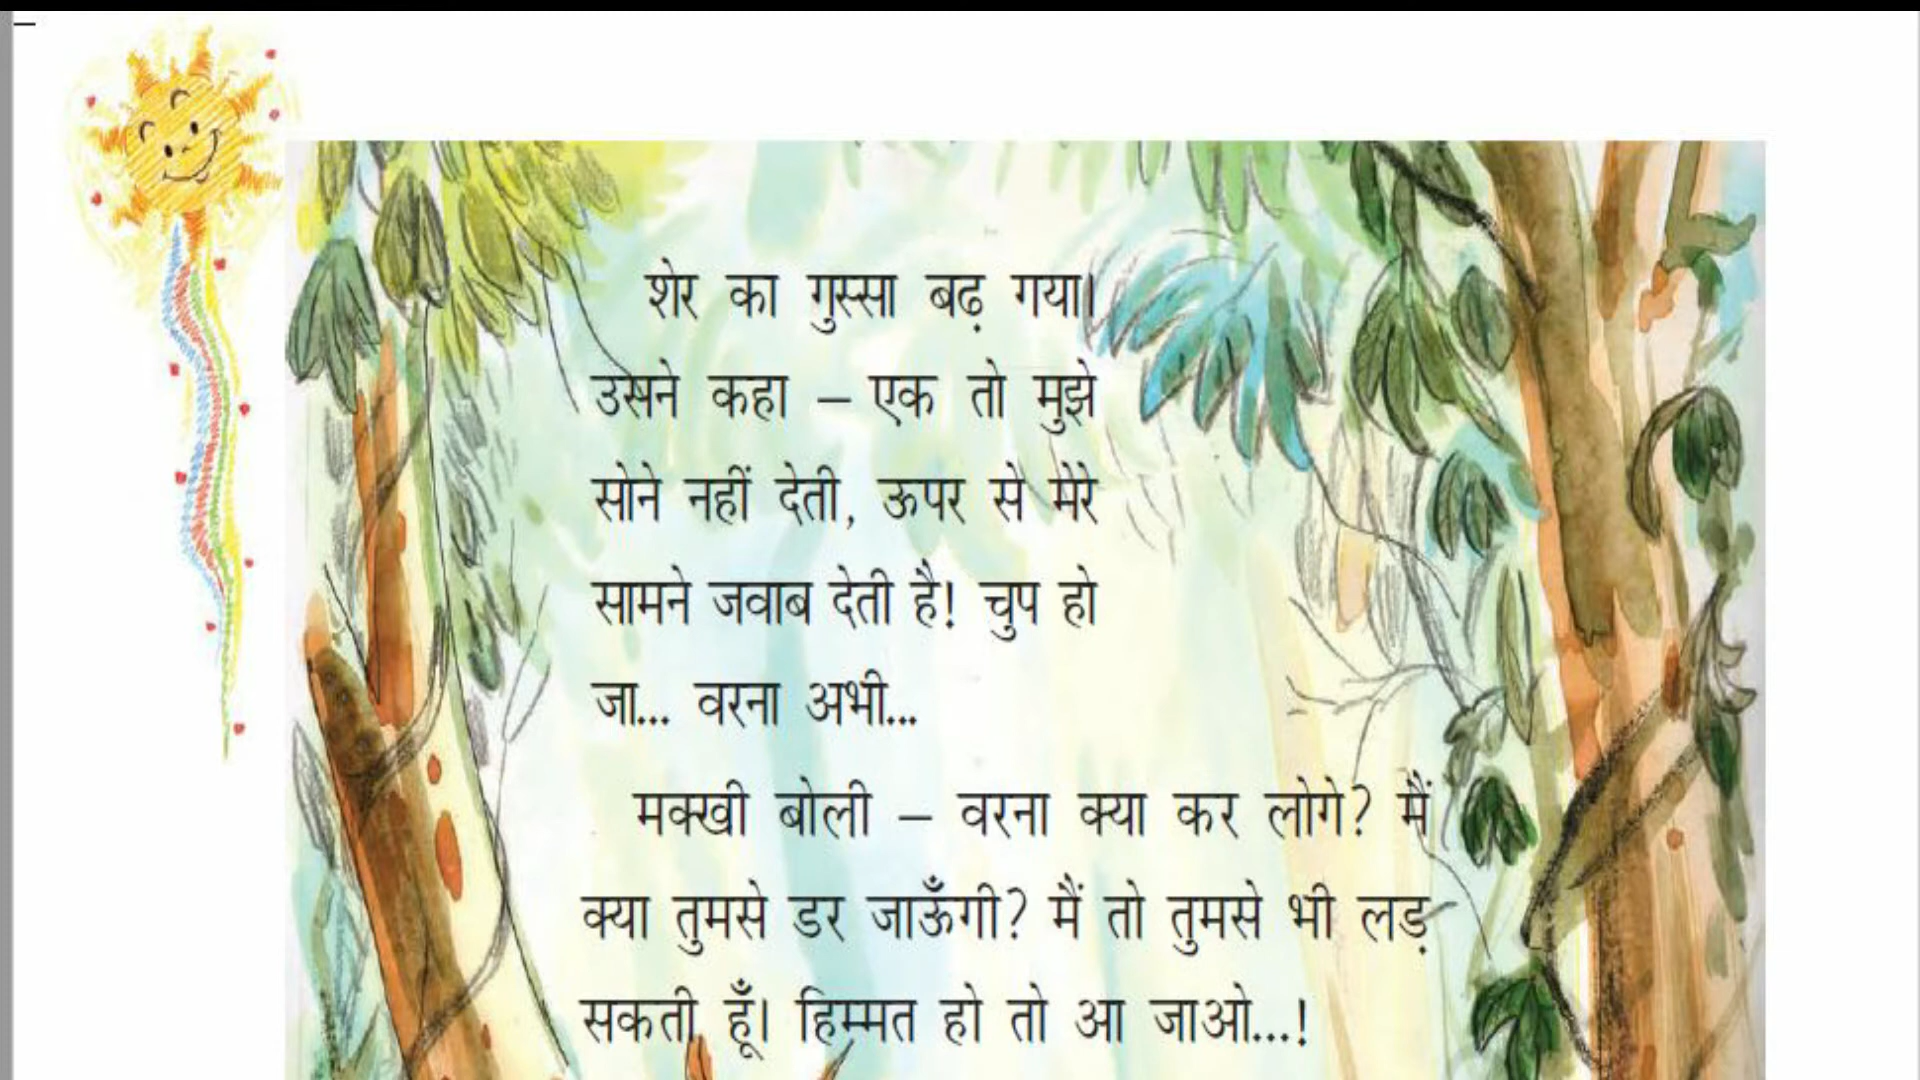 शेर का गुस्सा बढ़ गया।
उसने कहा – एक तो मुझे
सोने नहीं देती, ऊपर से मेरे
सामने जवाब देती है! चुप हो
जा... वरना अभी...
मक्खी बोली – वरना क्या कर लोगे? मैं
क्या तुमसे डर जाऊँगी? मैं तो तुमसे भी लड़
सकती हूँ। हिम्मत हो तो आ जाओ...!